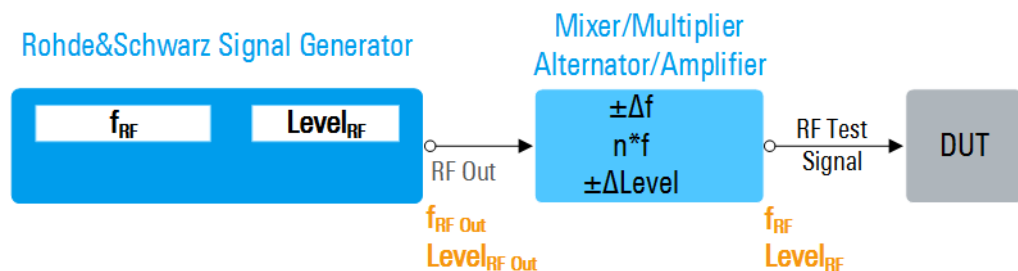 Rohde&Schwarz Signal Generator
Mixer/Multiplier
Alternator/Amplifier
fRF
LevelRF
RF Out
±Δf
n*f
±ΔLevel
RF Test
Signal
DUT
fRF Out
LevelRF Out
fRF
LevelRF